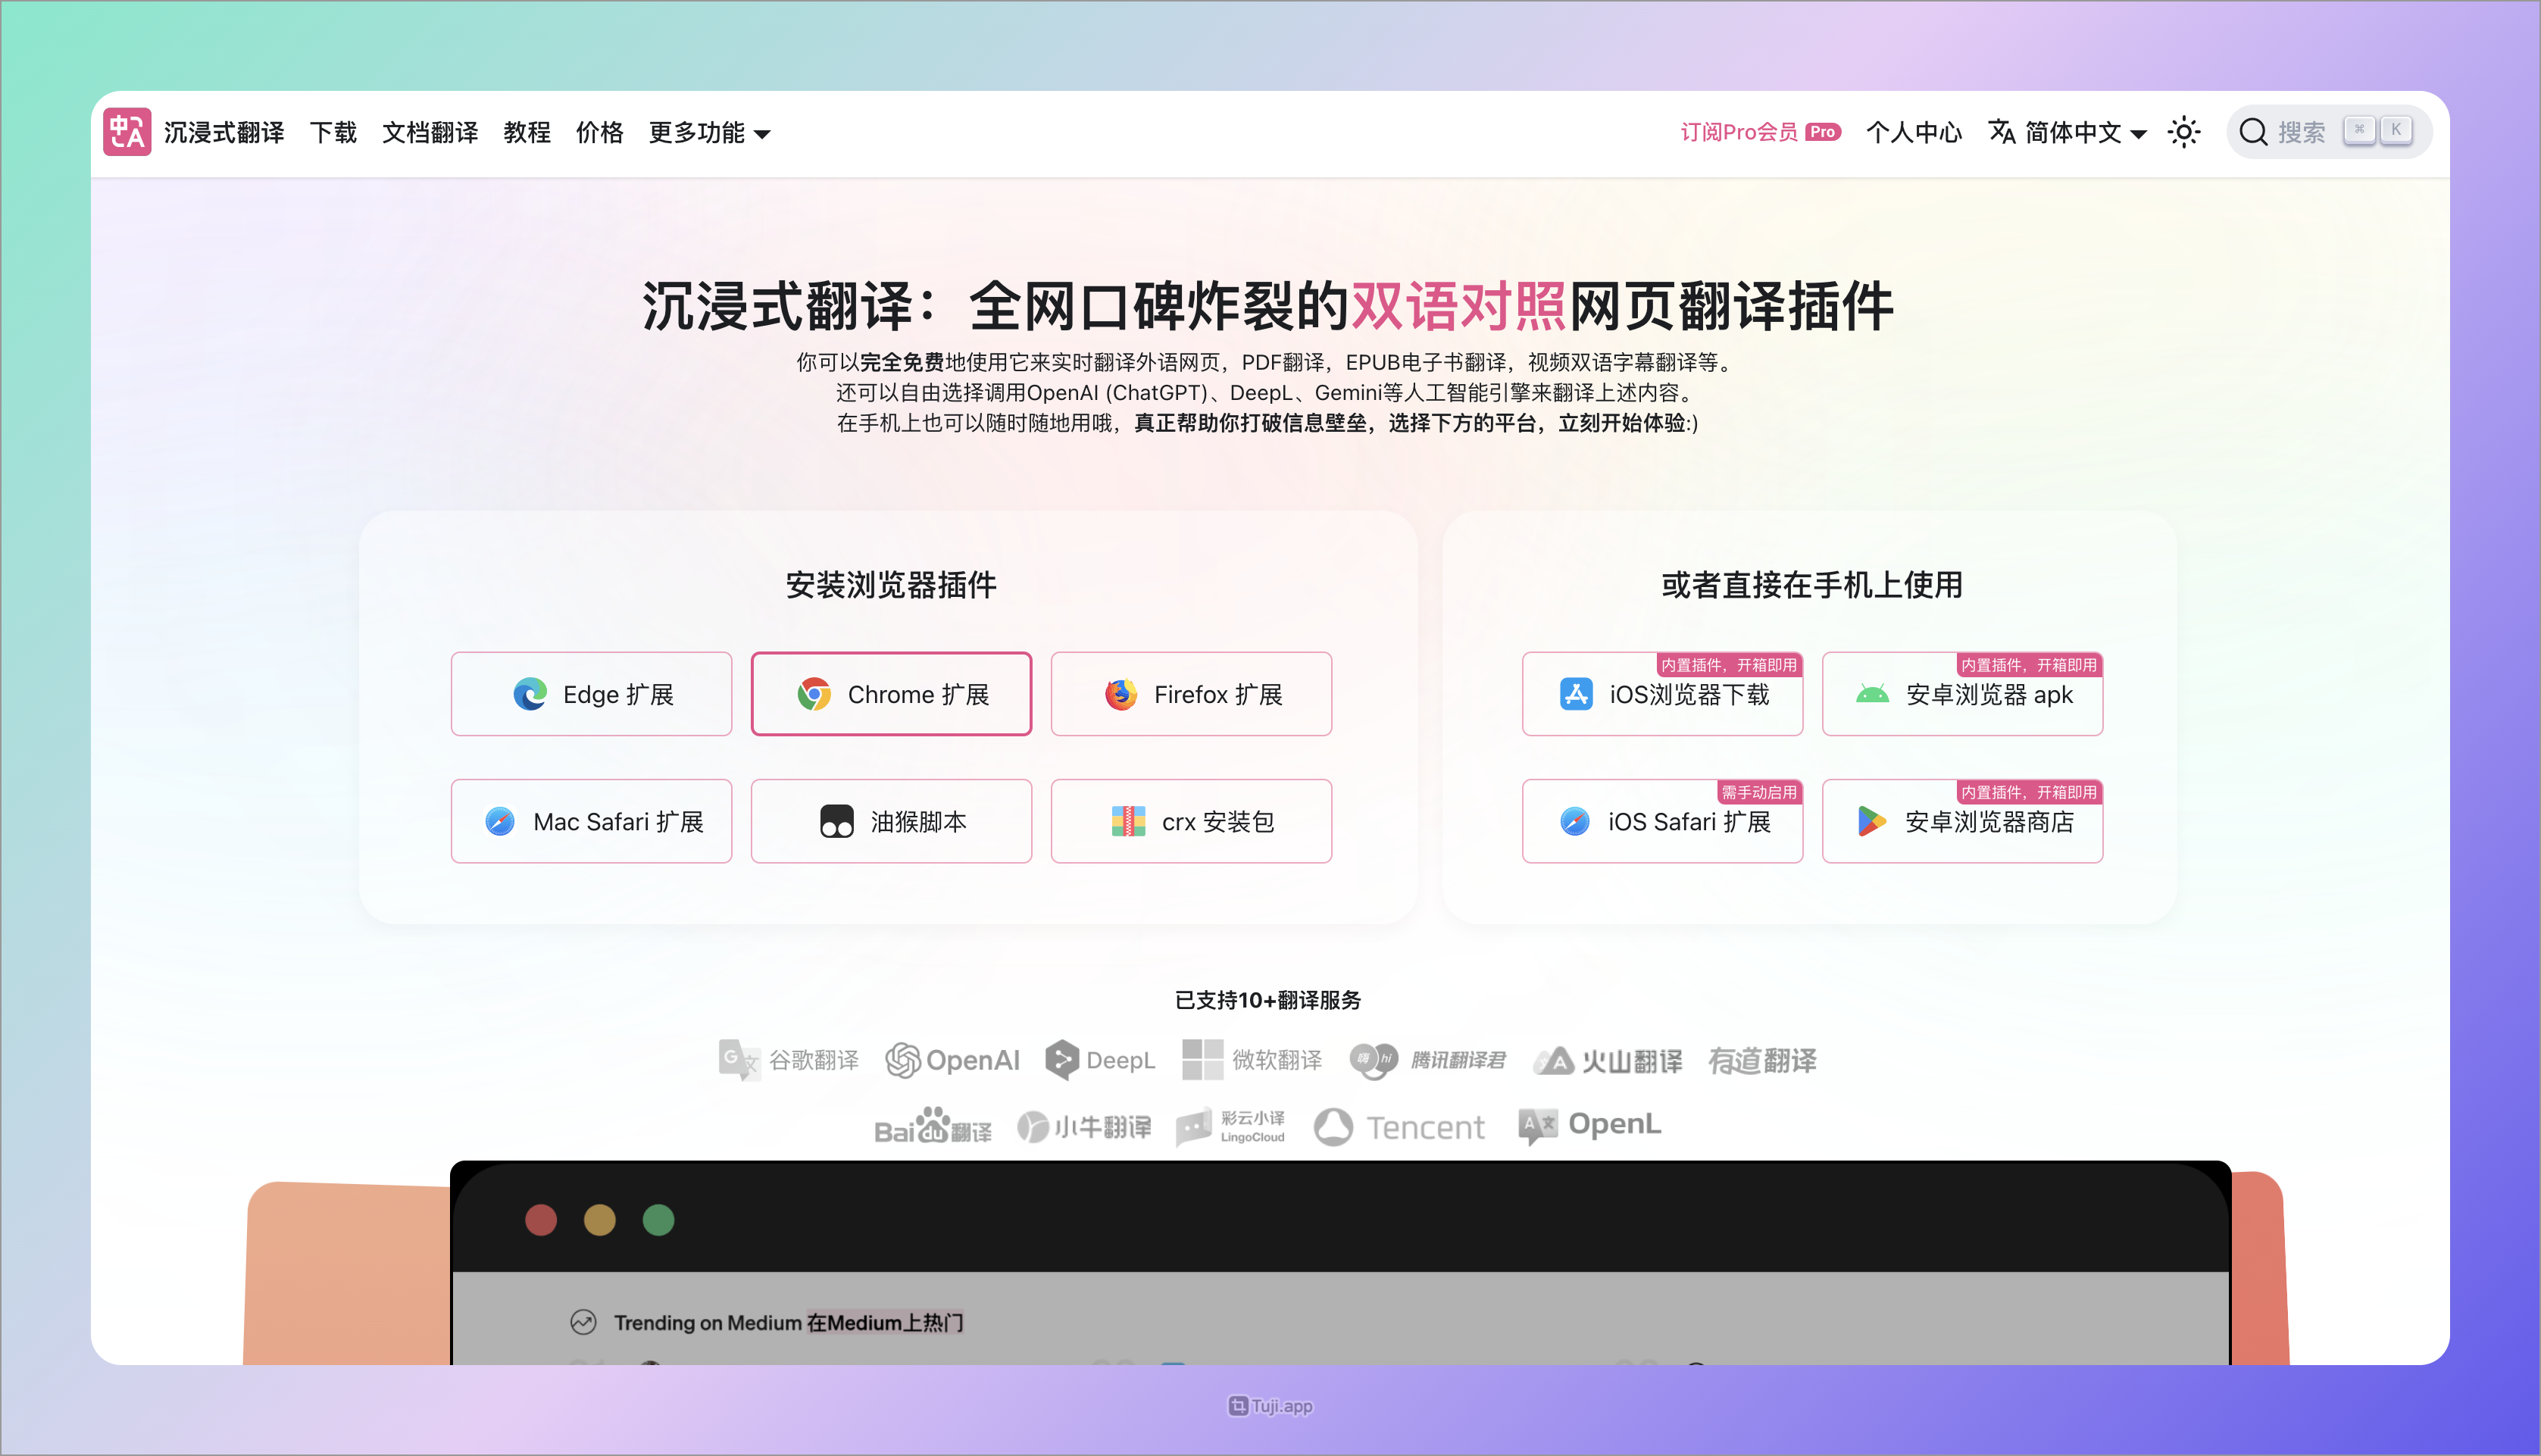 中A 沉浸式翻译 下载 文档翻译 教程 价格 更多功能 订阅Pro会员 Pro 个人中心 简体中文 搜索 ⌘ K
沉浸式翻译：全网口碑炸裂的双语对照网页翻译插件
你可以完全免费地使用它来实时翻译外语网页，PDF翻译，EPUB电子书翻译，视频双语字幕翻译等。
还可以自由选择调用OpenAI (ChatGPT)、DeepL、Gemini等人工智能引擎来翻译上述内容。
在手机上也可以随时随地用哦，真正帮助你打破信息壁垒，选择下方的平台，立刻开始体验:)
安装浏览器插件
Edge 扩展 Chrome 扩展 Firefox 扩展
Mac Safari 扩展 油猴脚本 crx 安装包
或者直接在手机上使用
内置插件，开箱即用 内置插件，开箱即用
iOS浏览器下载 安卓浏览器 apk
需手动启用 内置插件，开箱即用
iOS Safari 扩展 安卓浏览器商店
已支持10+翻译服务
G 文 谷歌翻译 OpenAI DeepL 微软翻译 嗨 hi 腾讯翻译君 火山翻译 有道翻译
Baidu翻译 小牛翻译 彩云小译 LingoCloud Tencent A 文 OpenL
Trending on Medium 在Medium上热门
Tuji.app